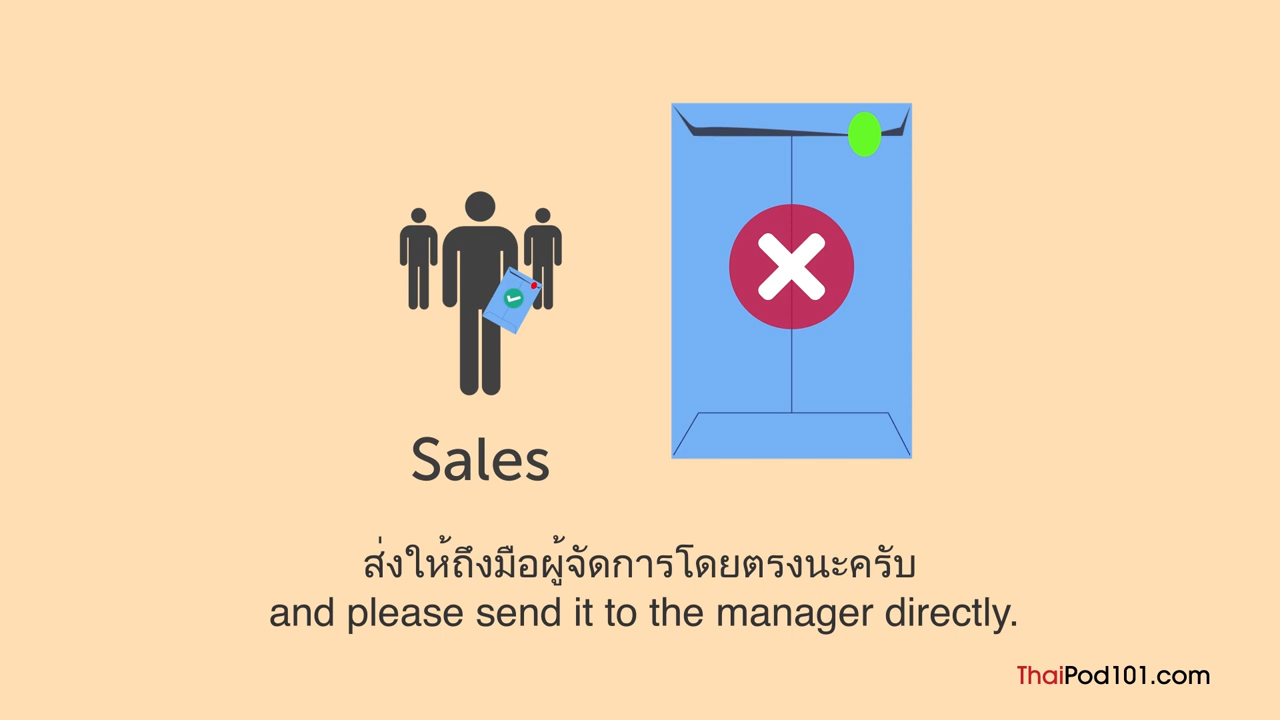 Sales
ส่งให้ถึงมือผู้จัดการโดยตรงนะครับ
and please send it to the manager directly.
ThaiPod101.com